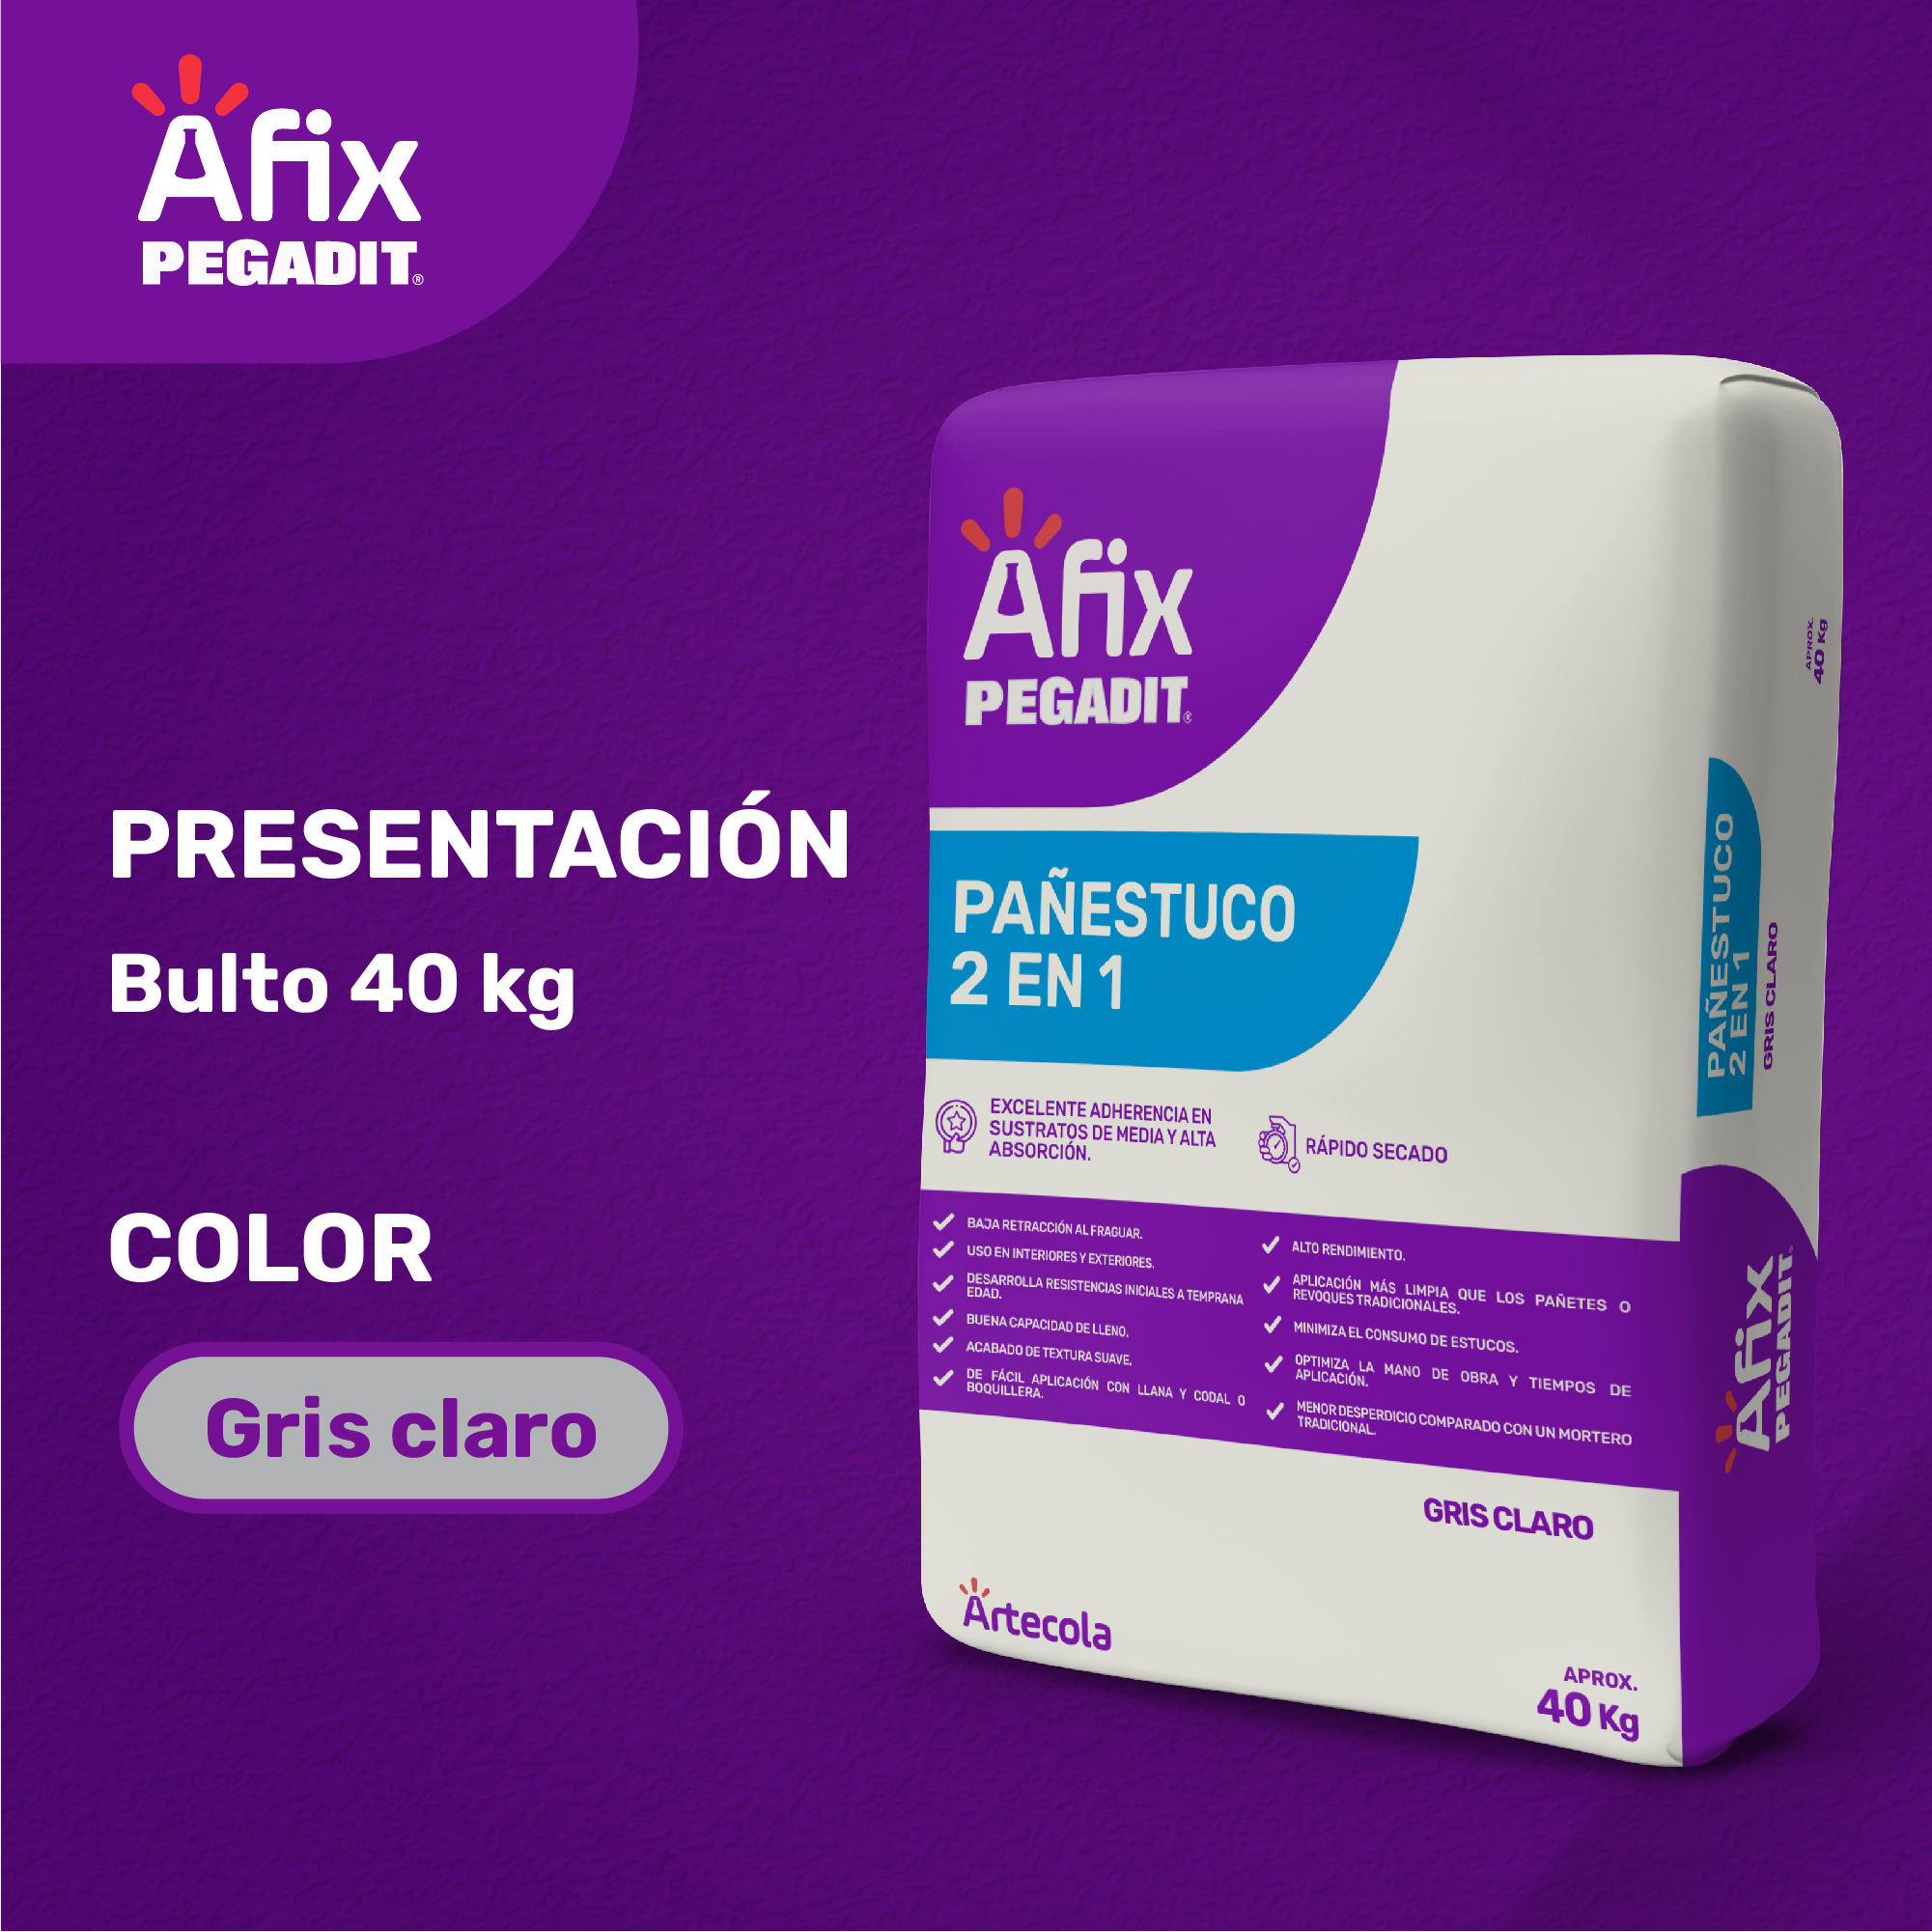 Afix
PEGADIT®
PRESENTACIÓN
Bulto 40 kg
COLOR
Gris claro
Afix
PEGADIT®
PAÑESTUCO
2 EN 1
EXCELENTE ADHERENCIA EN
SUSTRATOS DE MEDIA Y ALTA
ABSORCIÓN.
RÁPIDO SECADO
BAJA RETRACCIÓN AL FRAGUAR.
USO EN INTERIORES Y EXTERIORES.
DESARROLLA RESISTENCIAS INICIALES A TEMPRANA
EDAD.
BUENA CAPACIDAD DE LLENO.
ACABADO DE TEXTURA SUAVE.
DE FÁCIL APLICACIÓN CON LLANA Y CODAL O
BOQUILLERA.
ALTO RENDIMIENTO.
APLICACIÓN MÁS LIMPIA QUE LOS PAÑETES O
REVOQUES TRADICIONALES.
MINIMIZA EL CONSUMO DE ESTUCOS.
OPTIMIZA LA MANO DE OBRA Y TIEMPOS DE
APLICACIÓN.
MENOR DESPERDICIO COMPARADO CON UN MORTERO
TRADICIONAL.
GRIS CLARO
Artecola
APROX.
40 Kg
APROX.
40 Kg
PAÑESTUCO
2 EN 1
GRIS CLARO
Afix
PEGADIT®